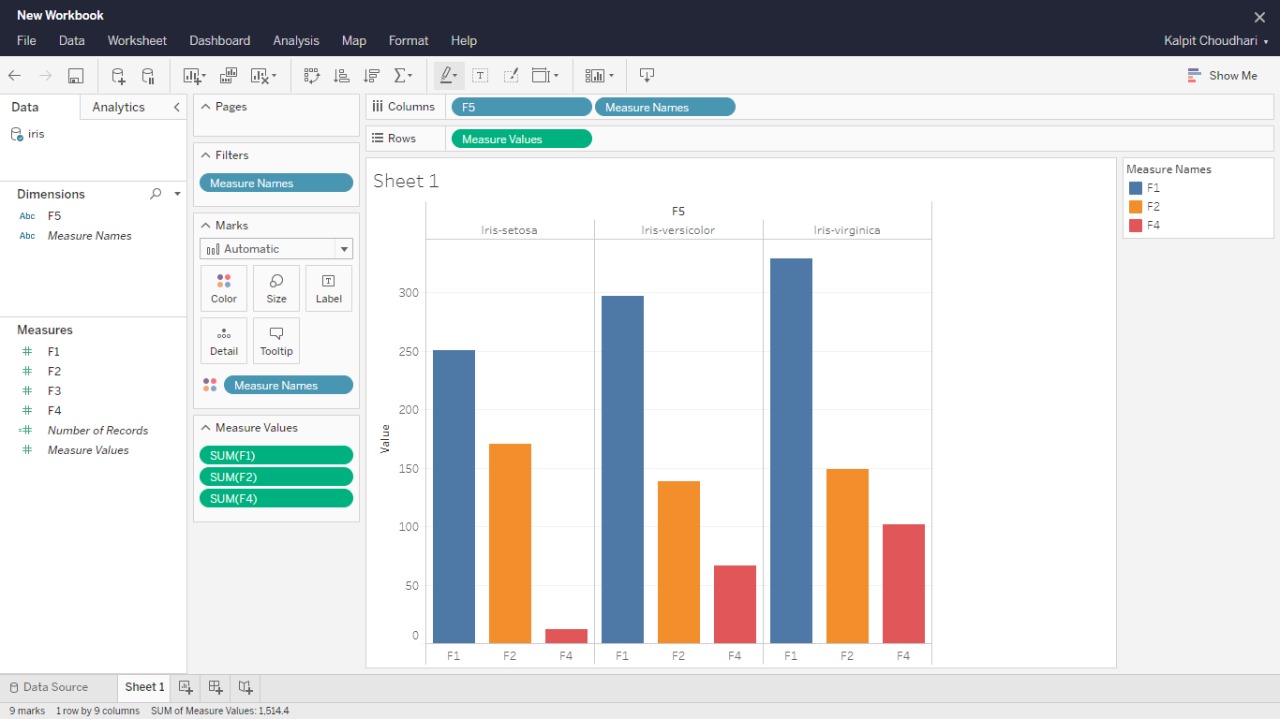 New Workbook
File Data Worksheet Dashboard Analysis Map Format Help
Kalpit Choudhari
Show Me
Data Analytics
iris
Dimensions
Abc F5
Abc Measure Names
Measures
F1
F2
F3
F4
Number of Records
Measure Values
Pages
Filters
Measure Names
Marks
Automatic
Color Size Label
Detail Tooltip
Measure Names
Measure Values
SUM(F1)
SUM(F2)
SUM(F4)
Columns F5 Measure Names
Rows Measure Values
Sheet 1
F5
Iris-setosa Iris-versicolor Iris-virginica
Value
300
250
200
150
100
50
0
F1 F2 F4 F1 F2 F4 F1 F2 F4
Measure Names
F1
F2
F4
Data Source Sheet 1
9 marks 1 row by 9 columns SUM of Measure Values: 1,514.4